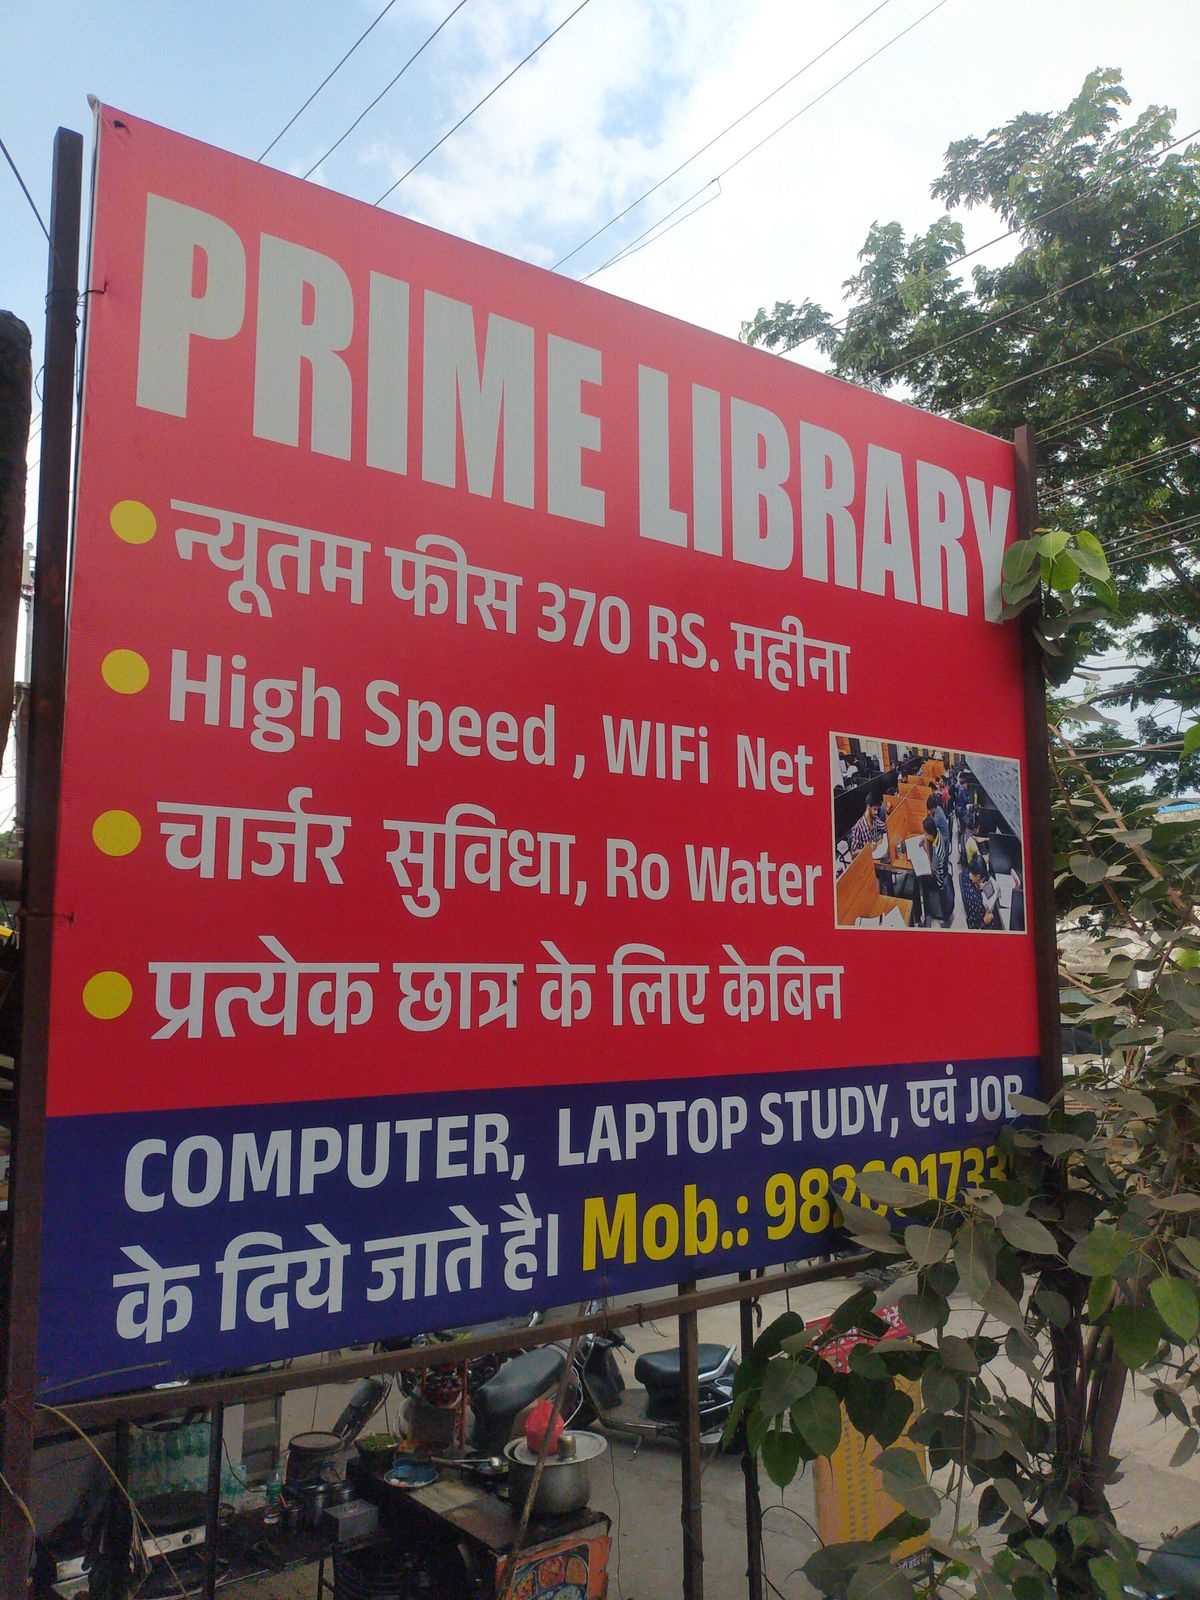 PRIME LIBRARY
न्यूतम फीस 370 RS. महीना
High Speed , WIFi Net
चार्जर सुविधा, Ro Water
प्रत्येक छात्र के लिए केबिन
COMPUTER, LAPTOP STUDY, एवं JOB
के दिये जाते है। Mob.: